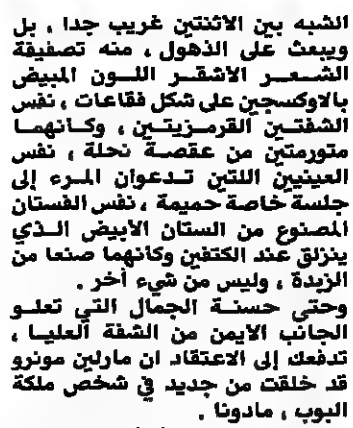 الشبه بين الاثنتين غريب جدا ، بل
ويبعث على الذهول ، منه تصفيفة
الشعر الاشقر اللون المبيض
بالاوكسجين على شكل فقاعات ، نفس
الشفتين القرمزيتين ، وكأنهما
متورمتين من عقصة نحلة ، نفس
العينيين اللتين تدعوان المرء إلى
جلسة خاصة حميمة ، نفس الفستان
المصنوع من الستان الأبيض الذي
ينزلق عند الكتفين وكأنهما صنعا من
الزبدة ، وليس من شيء أخر .
وحتى حسنة الجمال التي تعلو
الجانب الايمن من الشفة العليا ،
تدفعك إلى الاعتقاد ان مارلين مونرو
قد خلقت من جديد في شخص ملكة
البوب ، مادونا .